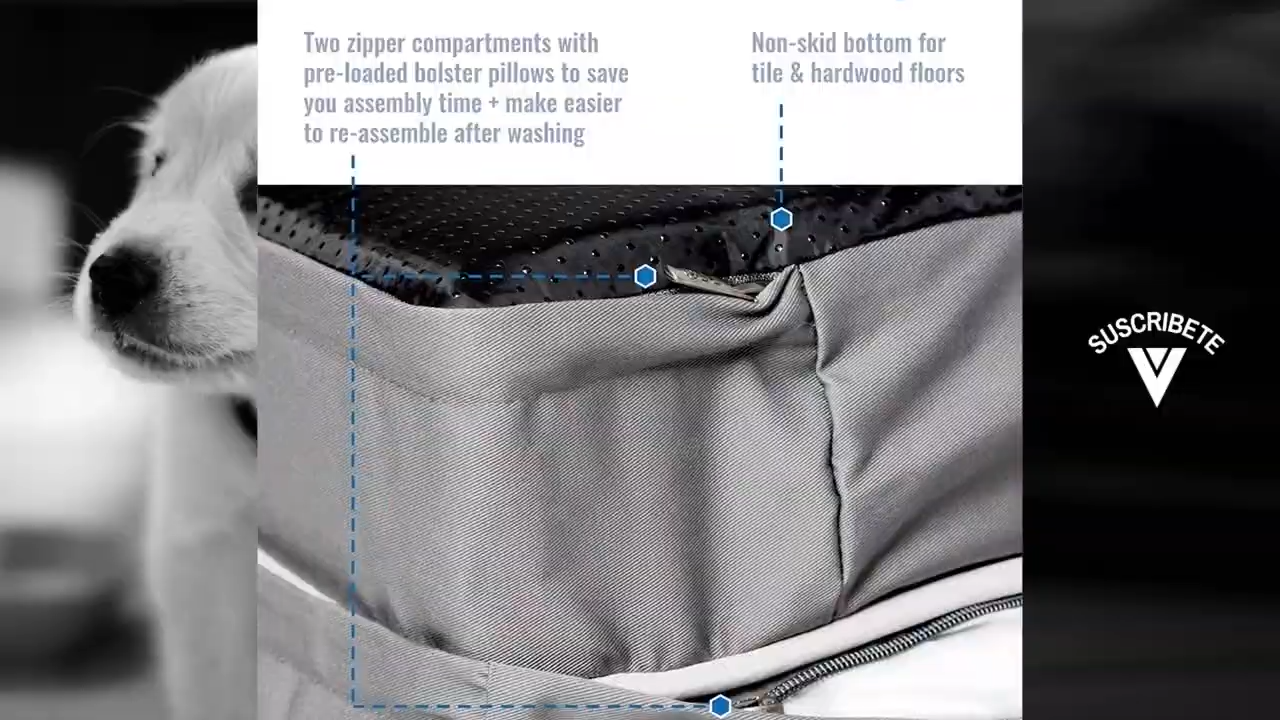 Two zipper compartments with
pre-loaded bolster pillows to save
you assembly time + make easier
to re-assemble after washing
Non-skid bottom for
tile & hardwood floors
SUSCRIBETE